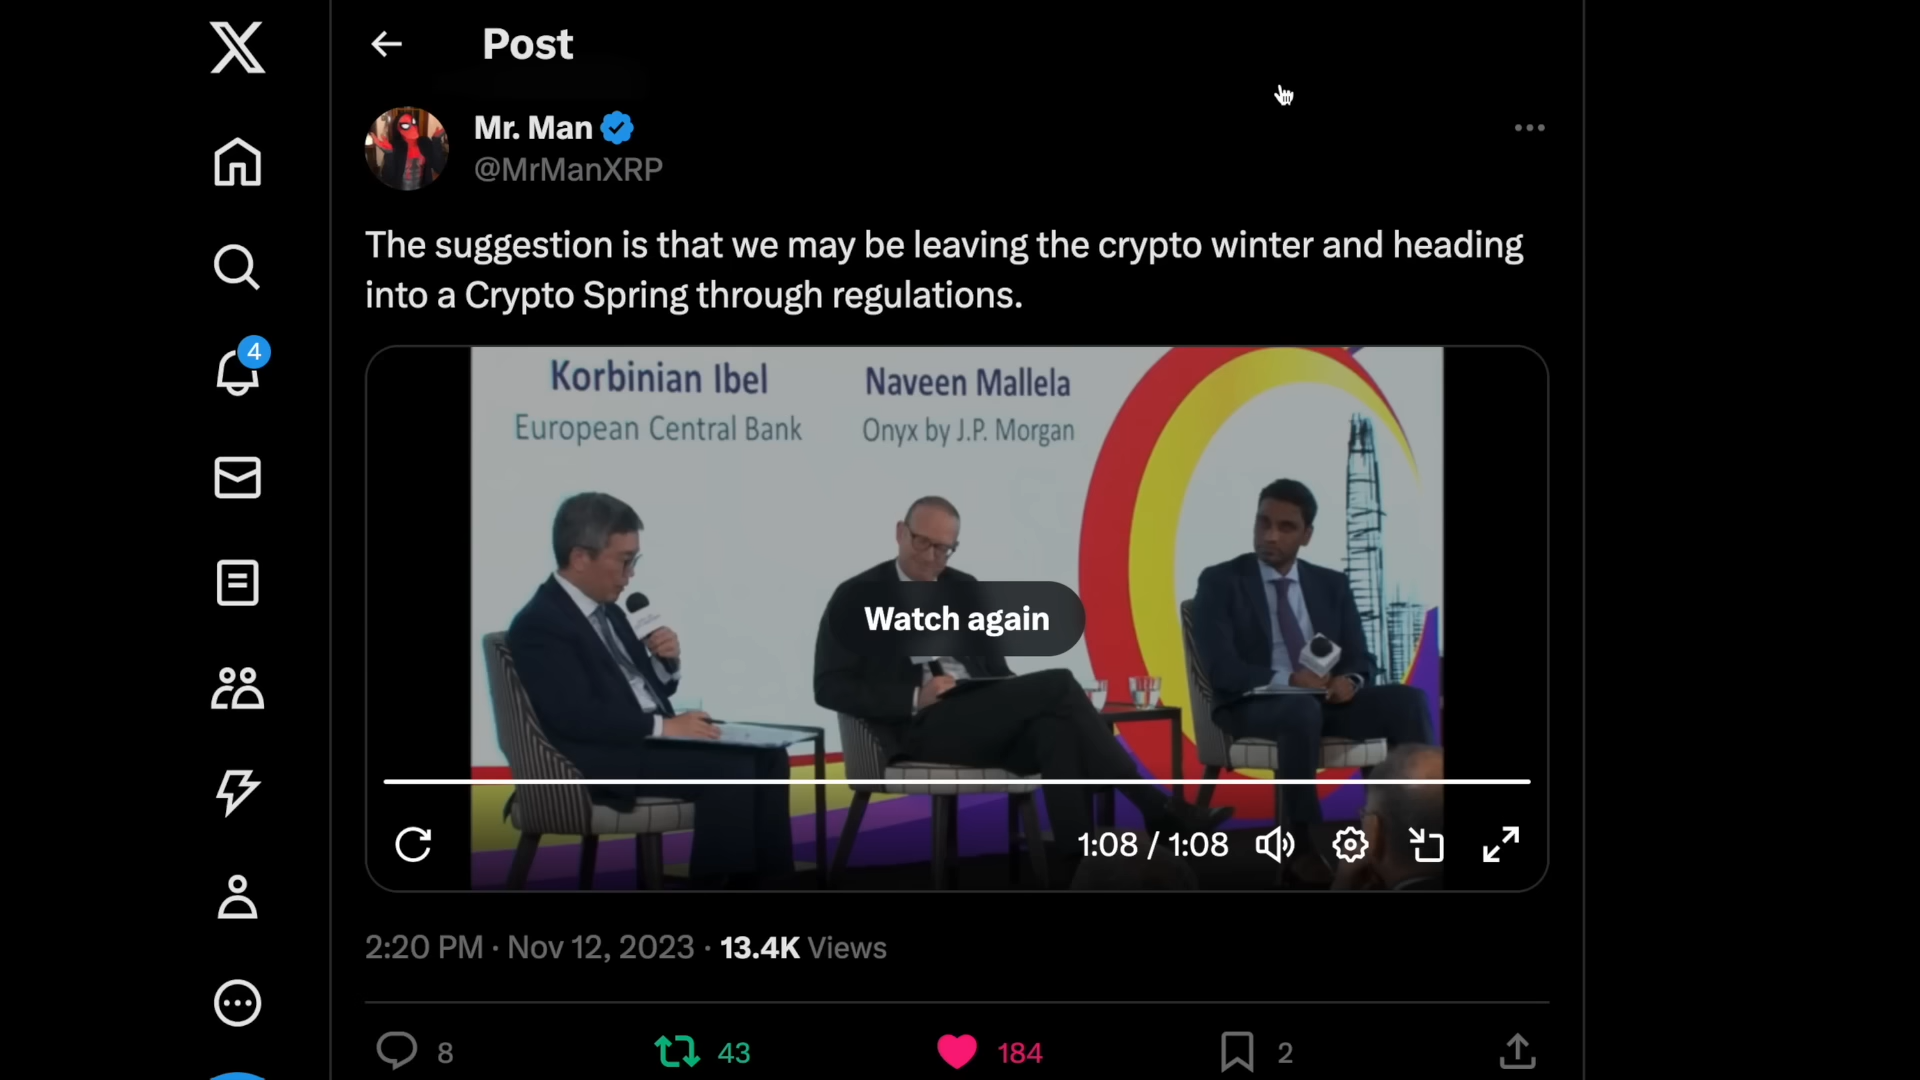 Post
Mr. Man
@MrManXRP
The suggestion is that we may be leaving the crypto winter and heading
into a Crypto Spring through regulations.
Korbinian Ibel
European Central Bank
Naveen Mallela
Onyx by J.P. Morgan
Watch again
1:08 / 1:08
2:20 PM · Nov 12, 2023 · 13.4K Views
8 43 184 2
4